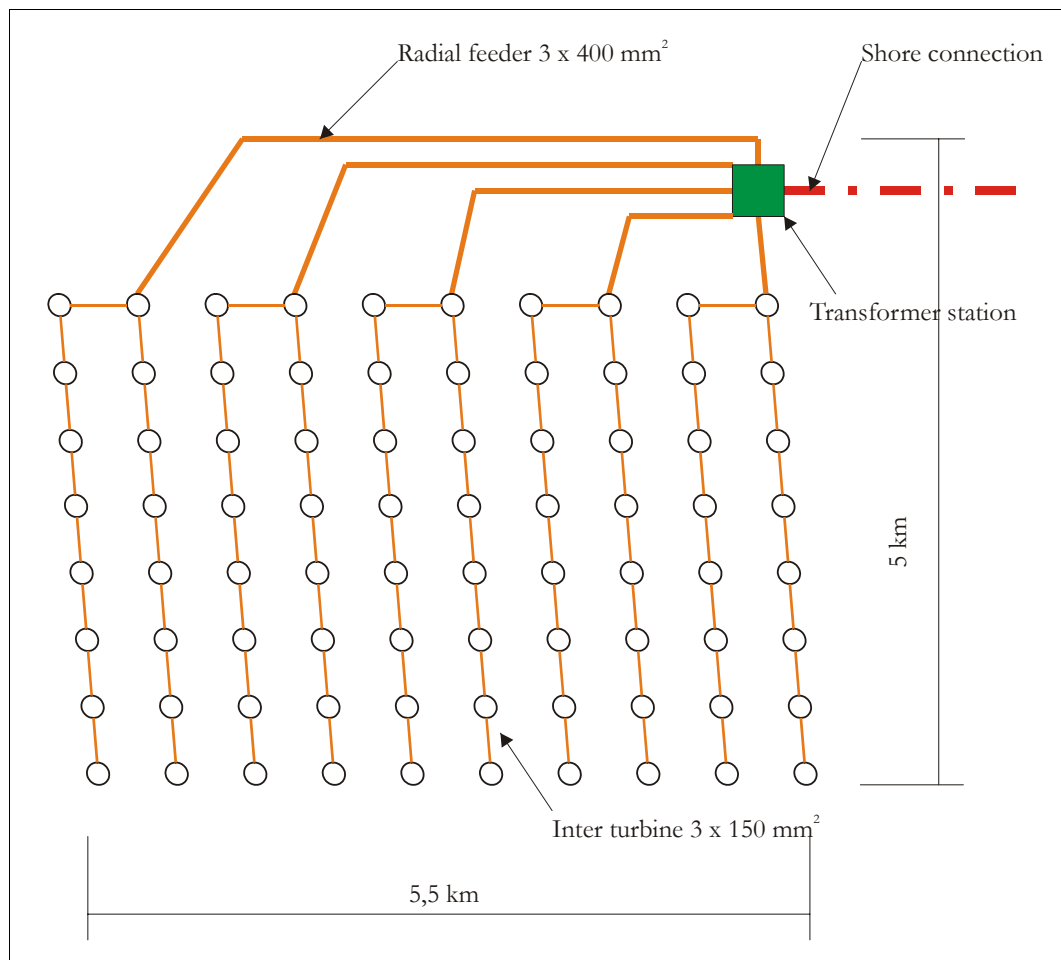 Radial feeder 3 x 400 mm²
Shore connection
Transformer station
5 km
Inter turbine 3 x 150 mm²
5,5 km